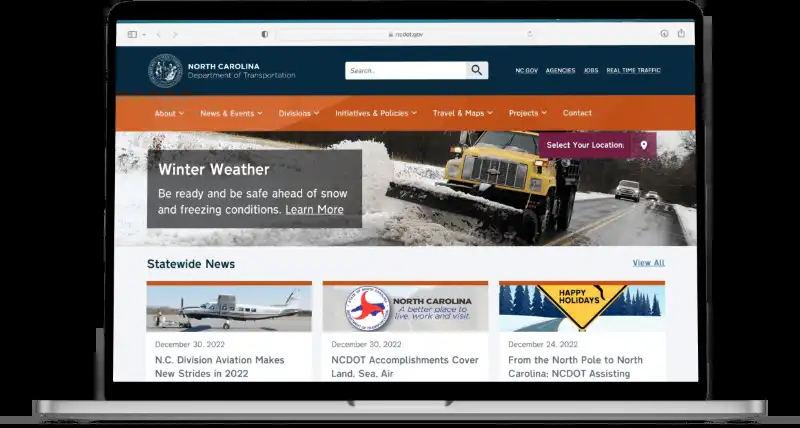 ncdot.gov
NORTH CAROLINA
Department of Transportation
Search..
NC.GOV AGENCIES JOBS REAL TIME TRAFFIC
About News & Events Divisions Initiatives & Policies Travel & Maps Projects Contact
Select Your Location:
Winter Weather
Be ready and be safe ahead of snow
and freezing conditions. Learn More
Statewide News
View All
NORTH CAROLINA
A better place to
live, work and visit.
HAPPY
HOLIDAYS
December 30, 2022
N.C. Division Aviation Makes
New Strides in 2022
December 30, 2022
NCDOT Accomplishments Cover
Land, Sea, Air
December 24, 2022
From the North Pole to North
Carolina: NCDOT Assisting